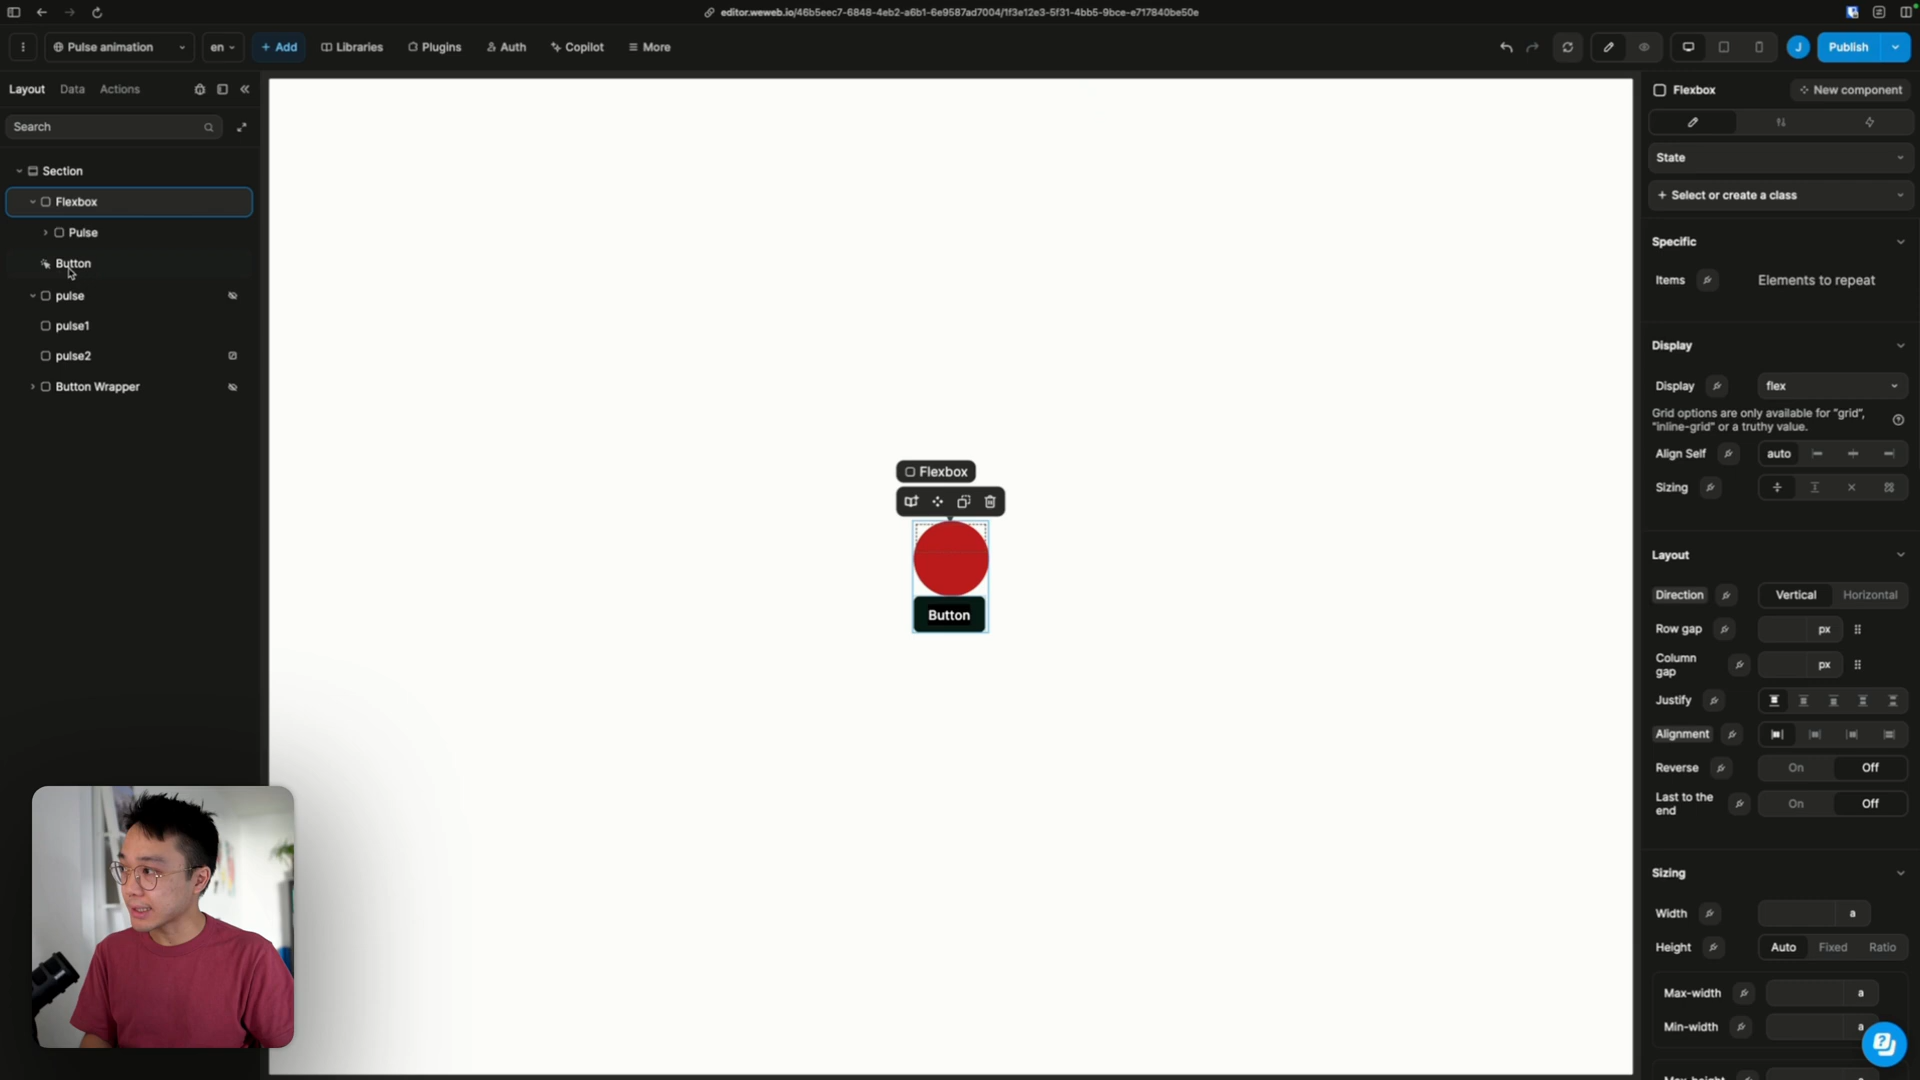 editor.weweb.io/46b5eec7-6848-4eb2-a6b1-6e9587ad7004/1f3e12e3-5f31-4bb5-9bce-e717840be50e
Pulse animation
en
+ Add
Libraries
Plugins
Auth
Copilot
More
J
Publish
Layout
Data
Actions
Search
Section
Flexbox
Pulse
Button
pulse
pulse1
pulse2
Button Wrapper
Flexbox
Button
Flexbox
New component
State
+ Select or create a class
Specific
Items
Elements to repeat
Display
Display
flex
Grid options are only available for "grid",
"inline-grid" or a truthy value.
Align Self
auto
Sizing
Layout
Direction
Vertical
Horizontal
Row gap
px
Column
gap
px
Justify
Alignment
Reverse
On
Off
Last to the
end
On
Off
Sizing
Width
a
Height
Auto
Fixed
Ratio
Max-width
a
Min-width
a